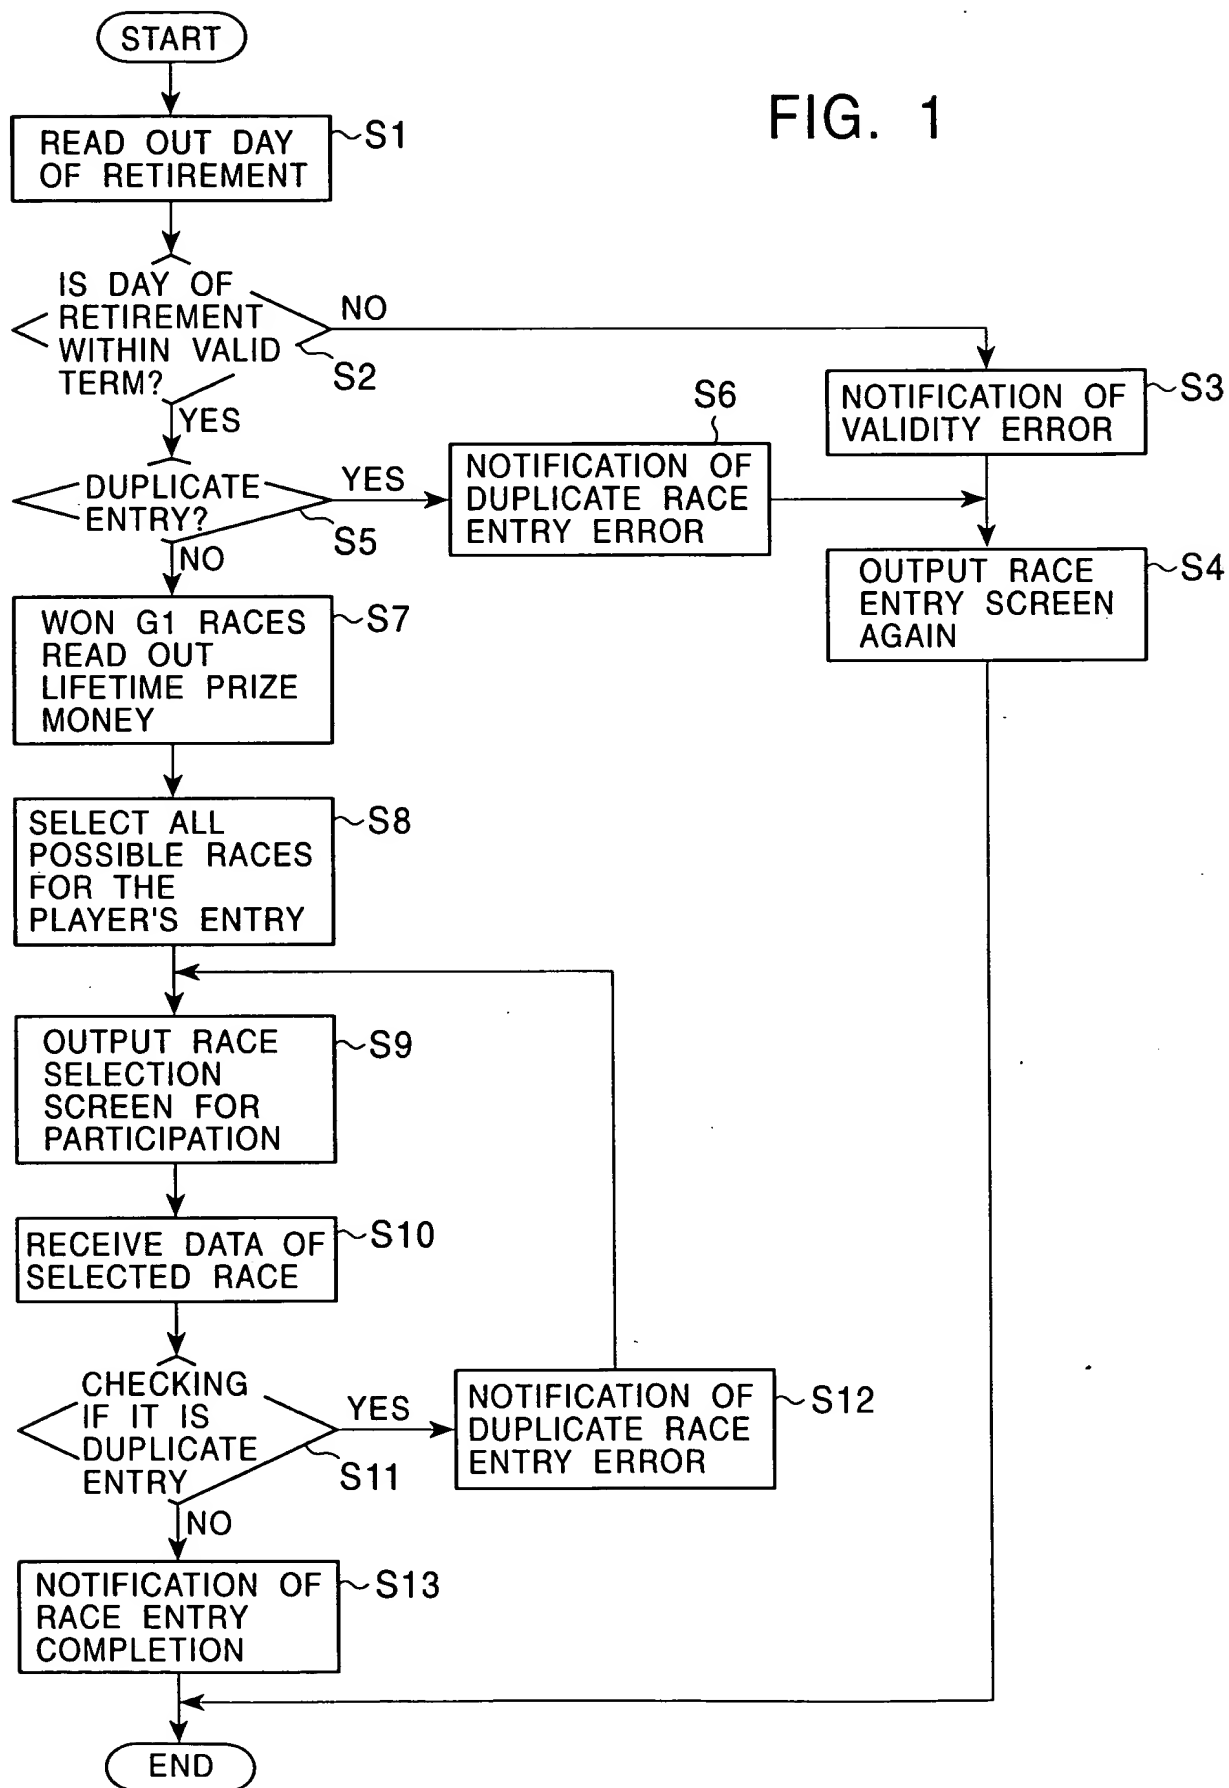 START
FIG. 1
READ OUT DAY
OF RETIREMENT
S1
IS DAY OF
RETIREMENT
WITHIN VALID
TERM?
S2
NO
YES
NOTIFICATION OF
VALIDITY ERROR
S3
DUPLICATE
ENTRY?
S5
YES
NO
S6
NOTIFICATION OF
DUPLICATE RACE
ENTRY ERROR
OUTPUT RACE
ENTRY SCREEN
AGAIN
S4
WON G1 RACES
READ OUT
LIFETIME PRIZE
MONEY
S7
SELECT ALL
POSSIBLE RACES
FOR THE
PLAYER'S ENTRY
S8
OUTPUT RACE
SELECTION
SCREEN FOR
PARTICIPATION
S9
RECEIVE DATA OF
SELECTED RACE
S10
CHECKING
IF IT IS
DUPLICATE
ENTRY
S11
YES
NO
NOTIFICATION OF
DUPLICATE RACE
ENTRY ERROR
S12
NOTIFICATION OF
RACE ENTRY
COMPLETION
S13
END